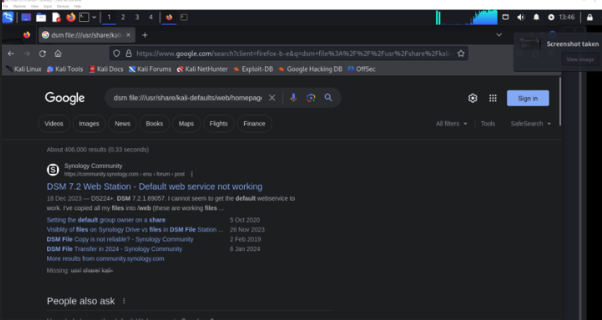 1 2 3 4
13:46
Screenshot taken
View image
dsm file:///usr/share/kali-
https://www.google.com/search?client=firefox-b-e&q=dsm+file%3A%2F%2F%2Fusr%2Fshare%2Fkali
Kali Linux Kali Tools Kali Docs Kali Forums Kali NetHunter Exploit-DB Google Hacking DB OffSec
Google
dsm file:///usr/share/kali-defaults/web/homepage
Sign in
Videos Images News Books Maps Flights Finance All filters Tools SafeSearch
About 406,000 results (0.33 seconds)
Synology Community
https://community.synology.com › enu › forum › post
DSM 7.2 Web Station - Default web service not working
18 Dec 2023 — DS224+, DSM 7.2.1.69057. I cannot seem to get the default webservice to
work. I've copied all my files into /web (these are working files ...
Setting the default group owner on a share 5 Oct 2020
Visiblity of files on Synology Drive vs files in DSM File Station ... 26 Nov 2023
DSM File Copy is not reliable? - Synology Community 2 Feb 2019
DSM File Transfer in 2024 - Synology Community 6 Jan 2024
More results from community.synology.com
Missing: usr/ share/ kali-
People also ask